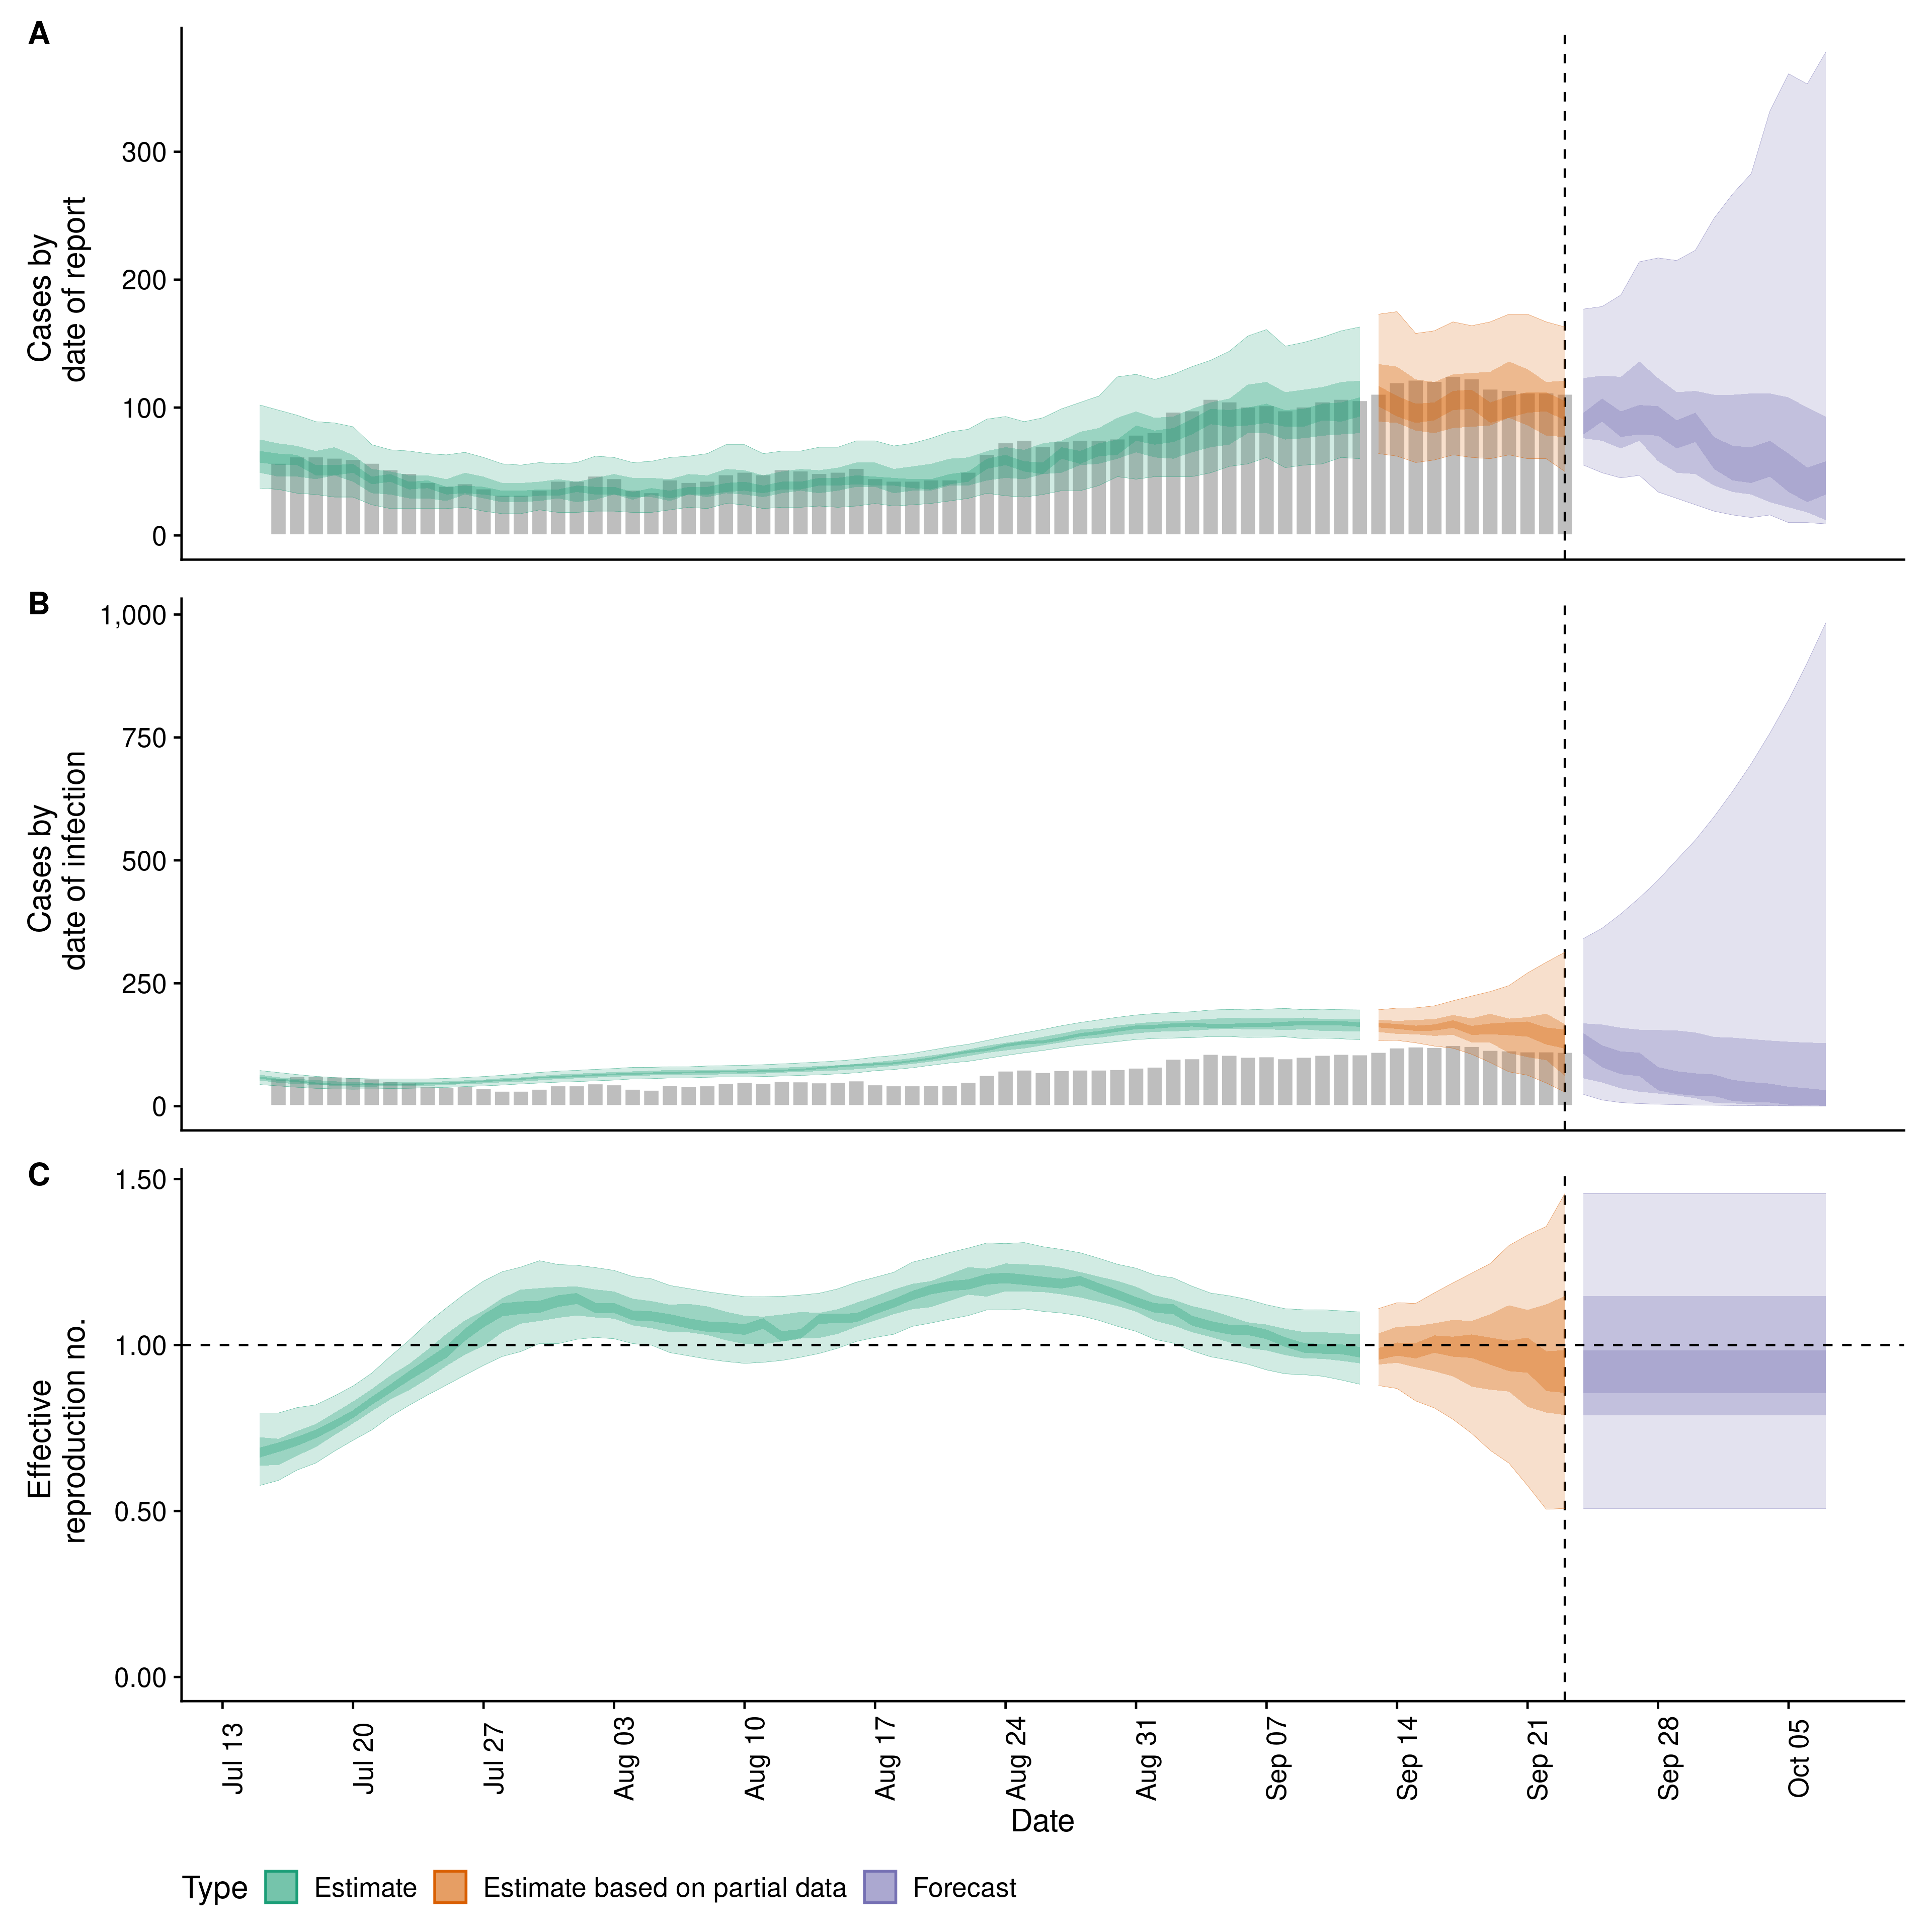 A
Cases by
date of report
300
200
100
0
B
Cases by
date of infection
1,000
750
500
250
0
C
Effective
reproduction no.
1.50
1.00
0.50
0.00
Jul 13
Jul 20
Jul 27
Aug 03
Aug 10
Aug 17
Aug 24
Aug 31
Sep 07
Sep 14
Sep 21
Sep 28
Oct 05
Date
Type Estimate Estimate based on partial data Forecast